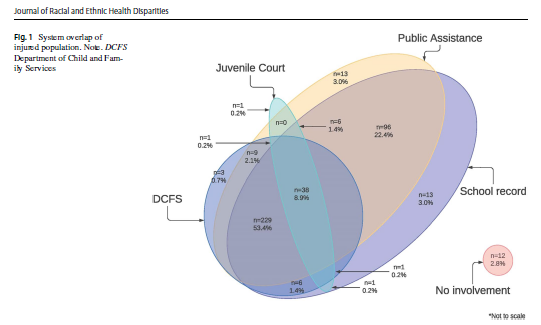 Journal of Racial and Ethnic Health Disparities
Fig. 1 System overlap of
injured population. Note. DCFS
Department of Child and Fam-
ily Services
Public Assistance
Juvenile Court
n=13
3.0%
n=1
0.2%
n=0
n=6
1.4%
n=96
22.4%
n=1
0.2%
n=9
2.1%
n=3
0.7%
n=38
8.9%
n=13
3.0%
School record
DCFS
n=229
53.4%
n=12
2.8%
n=1
0.2%
n=6
1.4%
n=1
0.2%
No involvement
*Not to scale